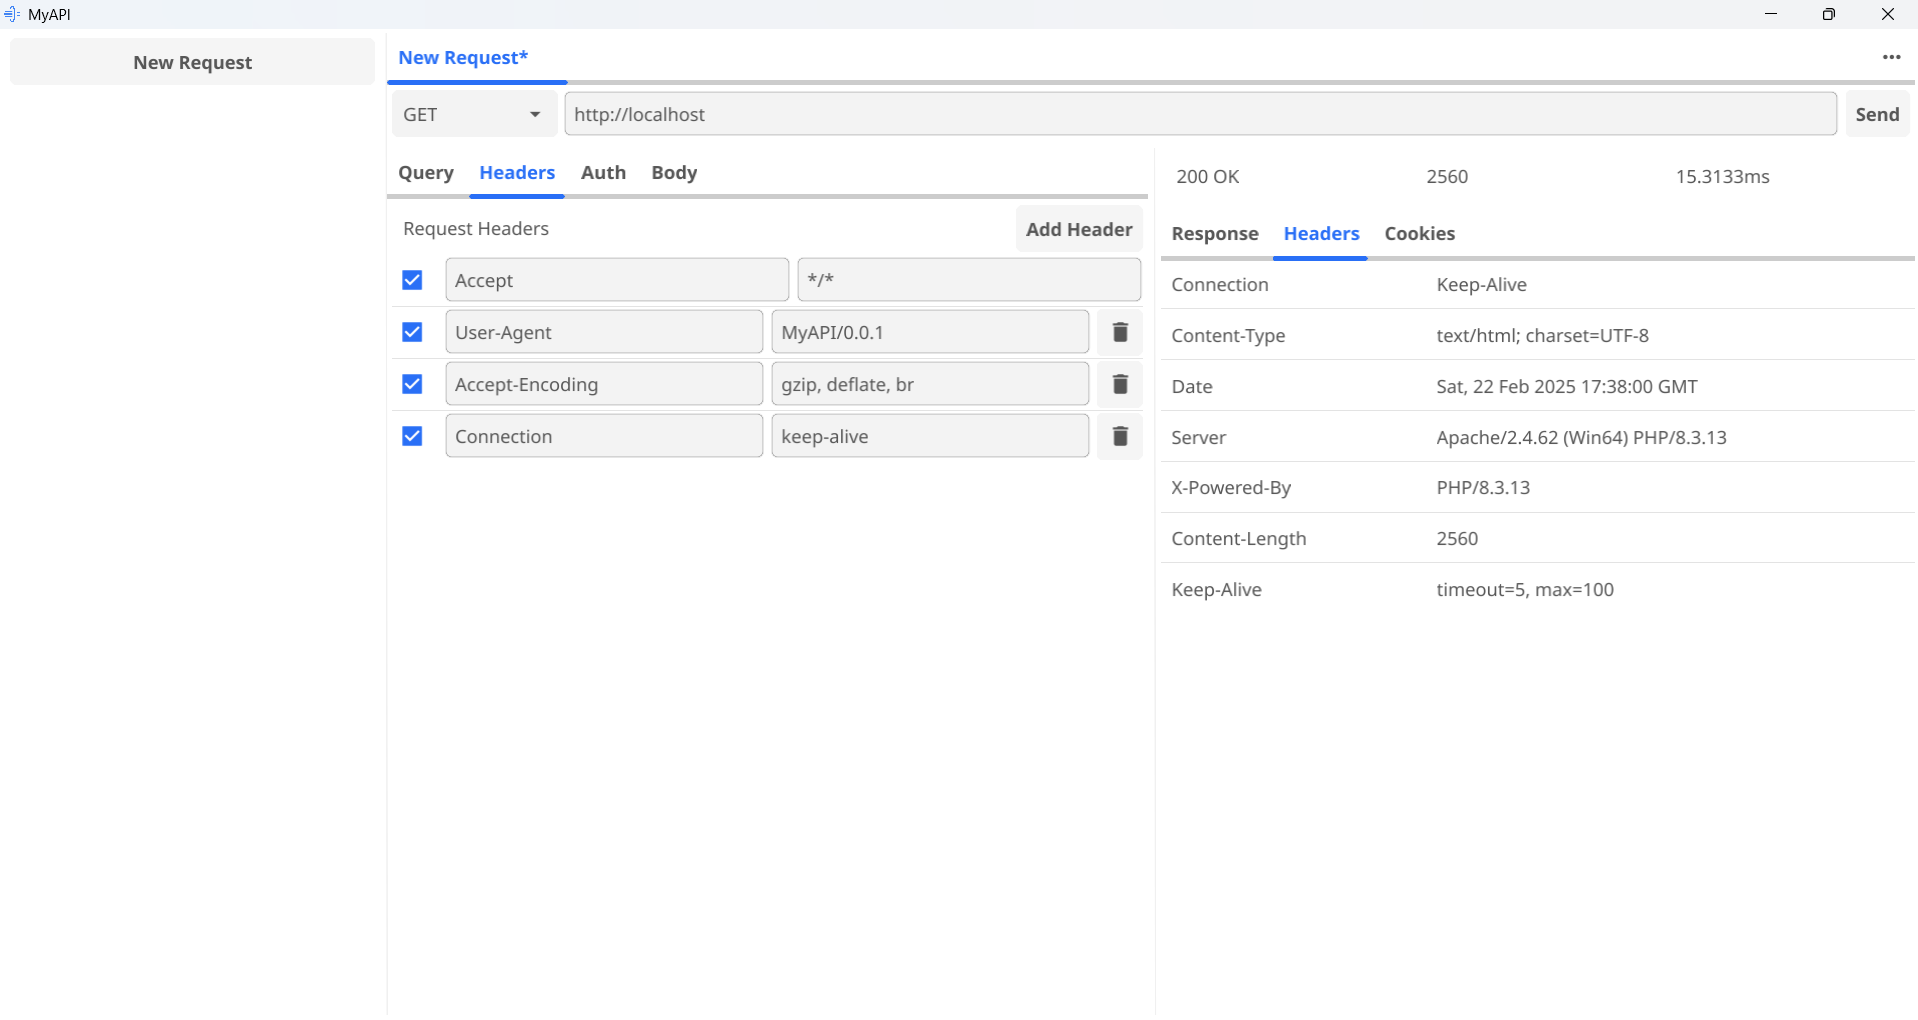 MyAPI
New Request
New Request*
GET
http://localhost
Send
Query Headers Auth Body
Request Headers
Add Header
Accept */*
User-Agent MyAPI/0.0.1
Accept-Encoding gzip, deflate, br
Connection keep-alive
200 OK 2560 15.3133ms
Response Headers Cookies
Connection Keep-Alive
Content-Type text/html; charset=UTF-8
Date Sat, 22 Feb 2025 17:38:00 GMT
Server Apache/2.4.62 (Win64) PHP/8.3.13
X-Powered-By PHP/8.3.13
Content-Length 2560
Keep-Alive timeout=5, max=100